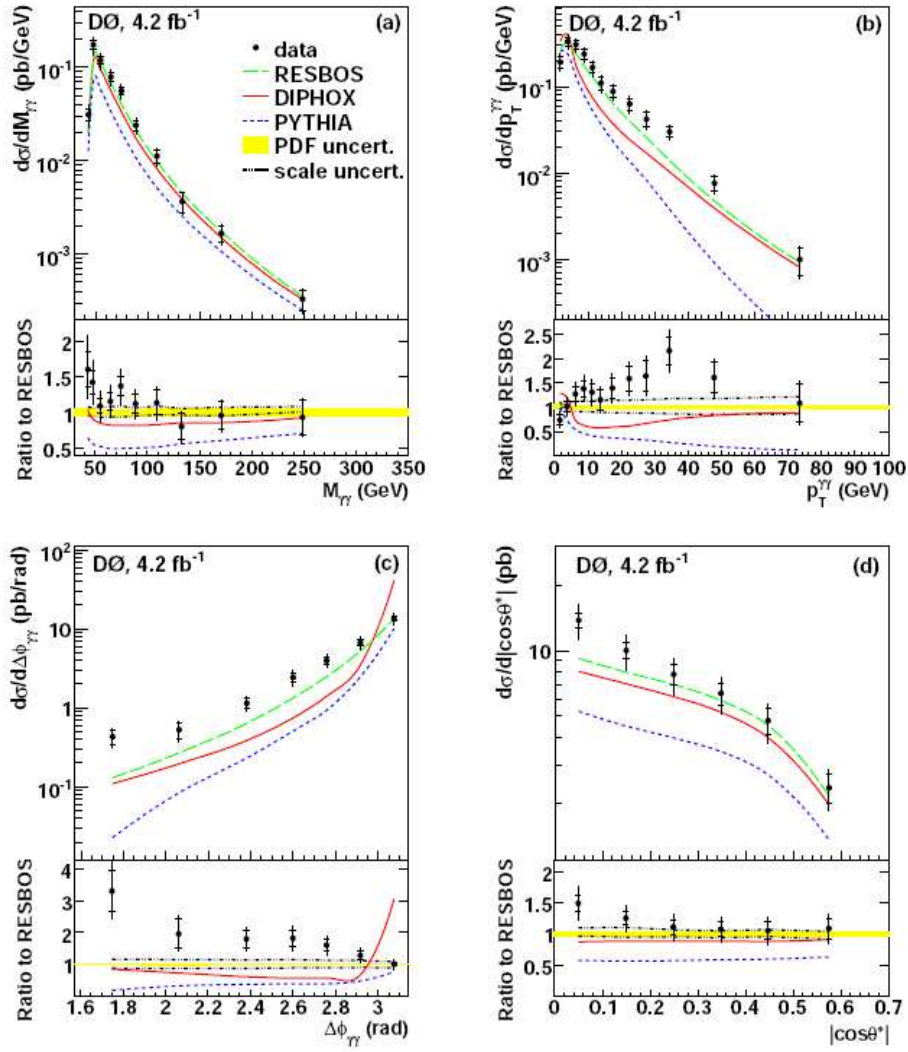 DØ, 4.2 fb⁻¹ (a)
data
RESBOS
DIPHOX
PYTHIA
PDF uncert.
scale uncert.
dσ/dMγγ (pb/GeV)
10⁻¹
10⁻²
10⁻³
Ratio to RESBOS
2
1.5
1
0.5
50 100 150 200 250 300 350
Mγγ (GeV)
DØ, 4.2 fb⁻¹ (b)
dσ/dp_T^γγ (pb/GeV)
10⁻¹
10⁻²
10⁻³
Ratio to RESBOS
2.5
2
1.5
1
0.5
0 10 20 30 40 50 60 70 80 90 100
p_T^γγ (GeV)
DØ, 4.2 fb⁻¹ (c)
dσ/dΔϕγγ (pb/rad)
10²
10
1
10⁻¹
Ratio to RESBOS
4
3
2
1
1.6 1.8 2 2.2 2.4 2.6 2.8 3
Δϕγγ (rad)
DØ, 4.2 fb⁻¹ (d)
dσ/d|cosθ*| (pb)
10
Ratio to RESBOS
2
1.5
1
0.5
0 0.1 0.2 0.3 0.4 0.5 0.6 0.7
|cosθ*|